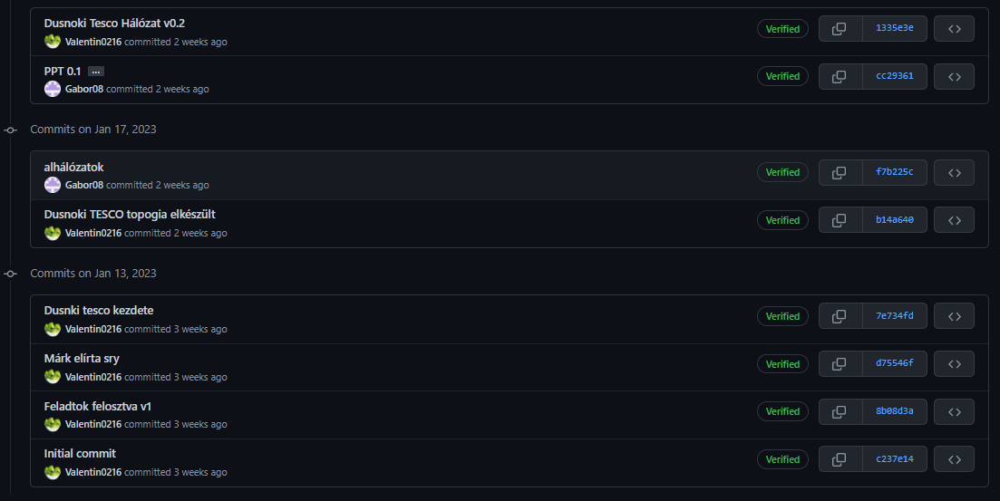 Dusnoki Tesco Hálózat v0.2
Valentin0216 committed 2 weeks ago
Verified
1335e3e
PPT 0.1 ...
Gabor08 committed 2 weeks ago
Verified
cc29361
Commits on Jan 17, 2023
alhálózatok
Gabor08 committed 2 weeks ago
Verified
f7b225c
Dusnoki TESCO topogia elkészült
Valentin0216 committed 2 weeks ago
Verified
b14a640
Commits on Jan 13, 2023
Dusnki tesco kezdete
Valentin0216 committed 3 weeks ago
Verified
7e734fd
Márk elírta sry
Valentin0216 committed 3 weeks ago
Verified
d75546f
Feladtok felosztva v1
Valentin0216 committed 3 weeks ago
Verified
8b08d3a
Initial commit
Valentin0216 committed 3 weeks ago
Verified
c237e14